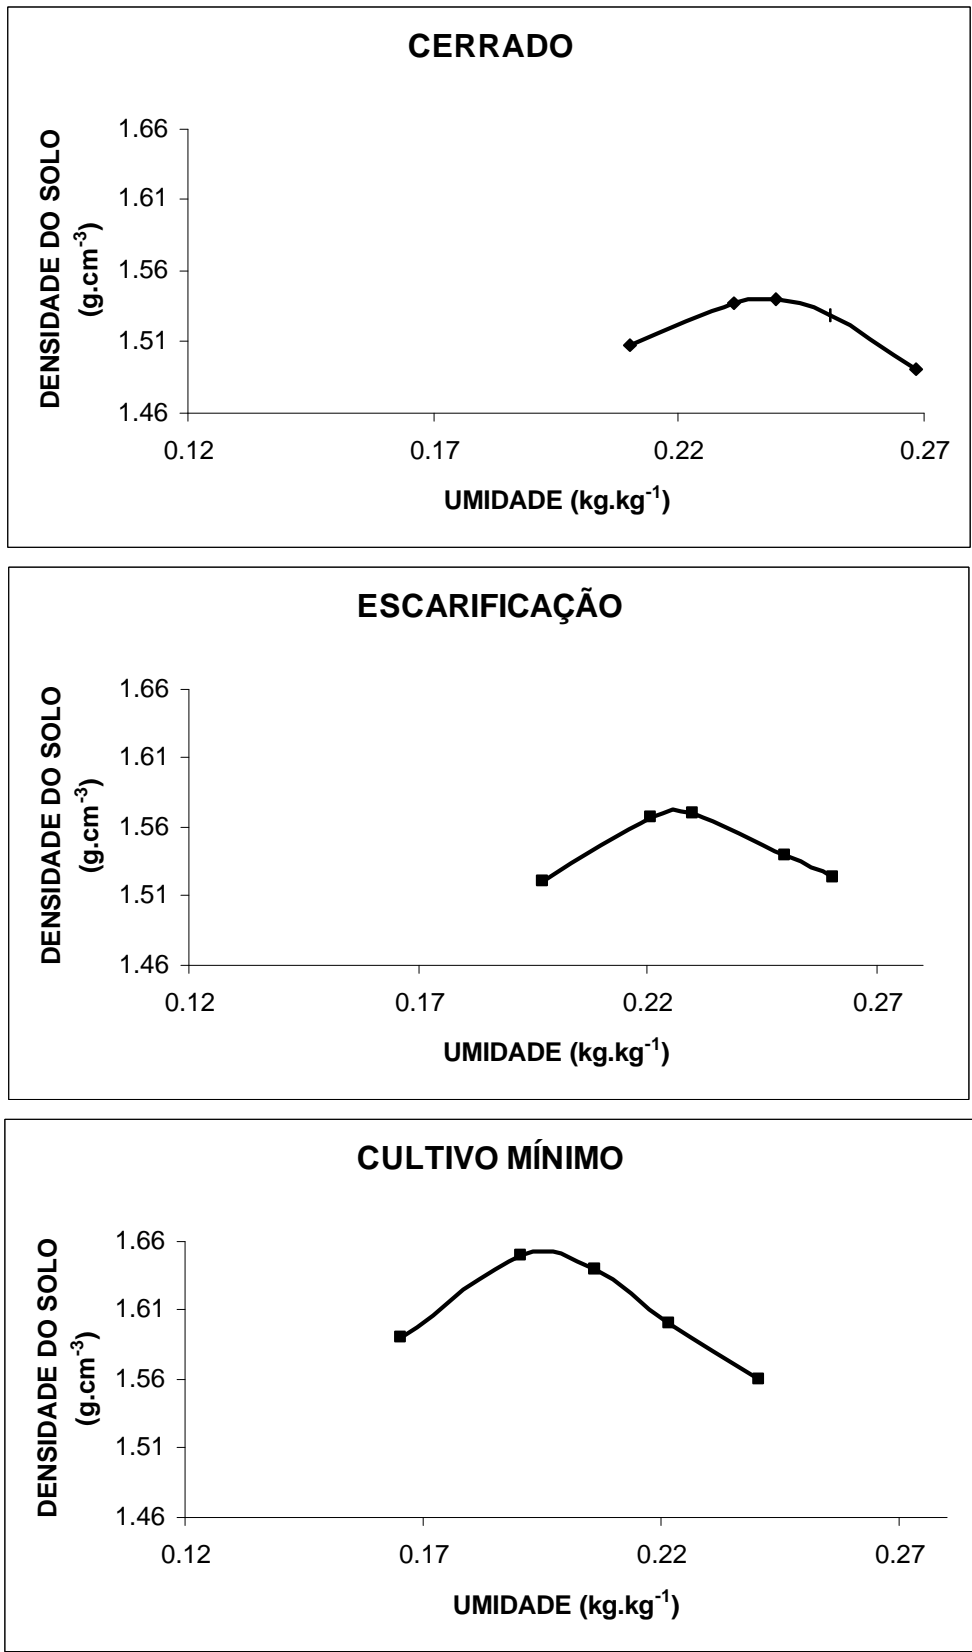 CERRADO
DENSIDADE DO SOLO
(g.cm-3)
1.66
1.61
1.56
1.51
1.46
0.12 0.17 0.22 0.27
UMIDADE (kg.kg-1)
ESCARIFICAÇÃO
DENSIDADE DO SOLO
(g.cm-3)
1.66
1.61
1.56
1.51
1.46
0.12 0.17 0.22 0.27
UMIDADE (kg.kg-1)
CULTIVO MÍNIMO
DENSIDADE DO SOLO
(g.cm-3)
1.66
1.61
1.56
1.51
1.46
0.12 0.17 0.22 0.27
UMIDADE (kg.kg-1)